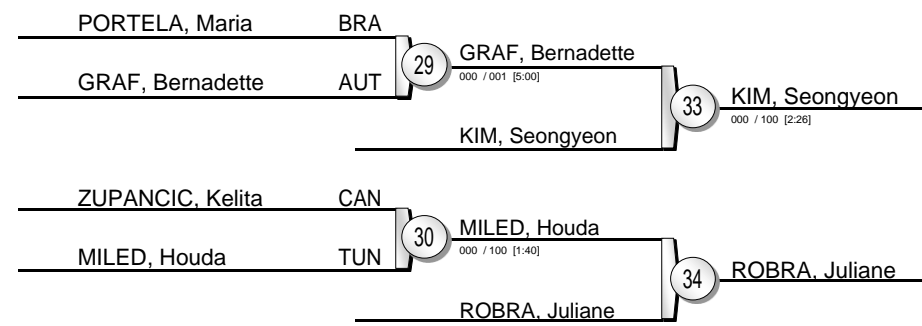 PORTELA, Maria BRA
GRAF, Bernadette AUT
29
GRAF, Bernadette
000 / 001 [5:00]
KIM, Seongyeon
33
KIM, Seongyeon
000 / 100 [2:26]
ZUPANCIC, Kelita CAN
MILED, Houda TUN
30
MILED, Houda
000 / 100 [1:40]
ROBRA, Juliane
34
ROBRA, Juliane